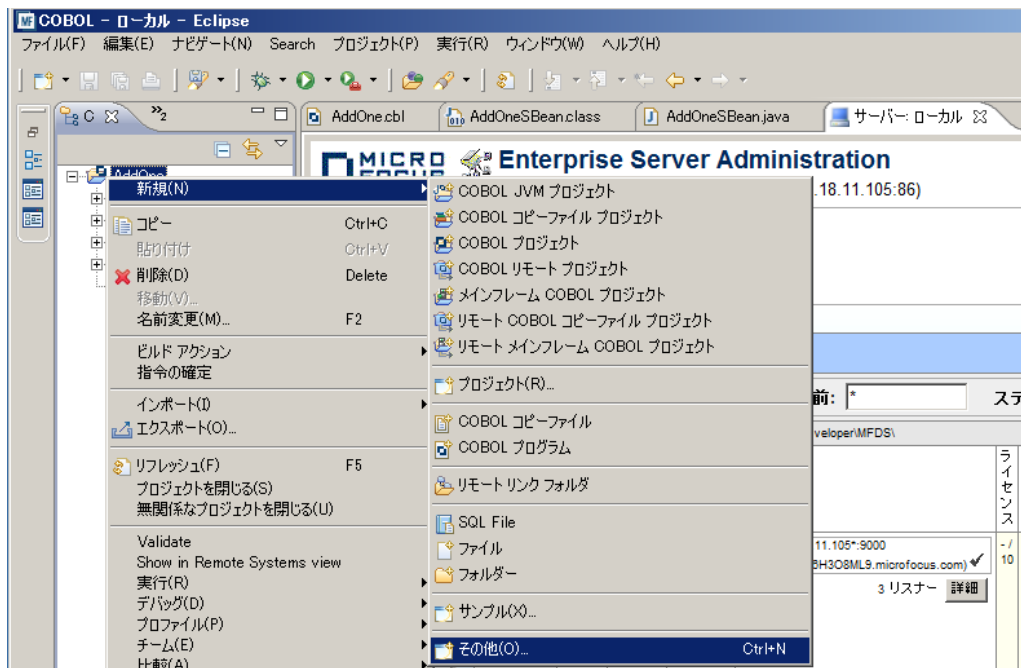 COBOL - ローカル - Eclipse
ファイル(F) 編集(E) ナビゲート(N) Search プロジェクト(P) 実行(R) ウィンドウ(W) ヘルプ(H)
C »2
AddOne.cbl AddOneSBean.class AddOneSBean.java サーバー: ローカル
MICRO FOCUS Enterprise Server Administration
AddOne
.18.11.105:86)
新規(N)
コピー Ctrl+C
貼り付け Ctrl+V
削除(D) Delete
移動(V)...
名前変更(M)... F2
ビルド アクション
指令の確定
インポート(I)
エクスポート(O)...
リフレッシュ(F) F5
プロジェクトを閉じる(S)
無関係なプロジェクトを閉じる(U)
Validate
Show in Remote Systems view
実行(R)
デバッグ(D)
プロファイル(P)
チーム(E)
比較(A)
COBOL JVM プロジェクト
COBOL コピーファイル プロジェクト
COBOL プロジェクト
COBOL リモート プロジェクト
メインフレーム COBOL プロジェクト
リモート COBOL コピーファイル プロジェクト
リモート メインフレーム COBOL プロジェクト
プロジェクト(R)...
COBOL コピーファイル
COBOL プログラム
リモート リンク フォルダ
SQL File
ファイル
フォルダー
サンプル(X)...
その他(O)... Ctrl+N
前: * ステ
veloper\MFDS\
ライセンス
11.105*:9000
6H3O8ML9.microfocus.com)
-/
10
3 リスナー 詳細